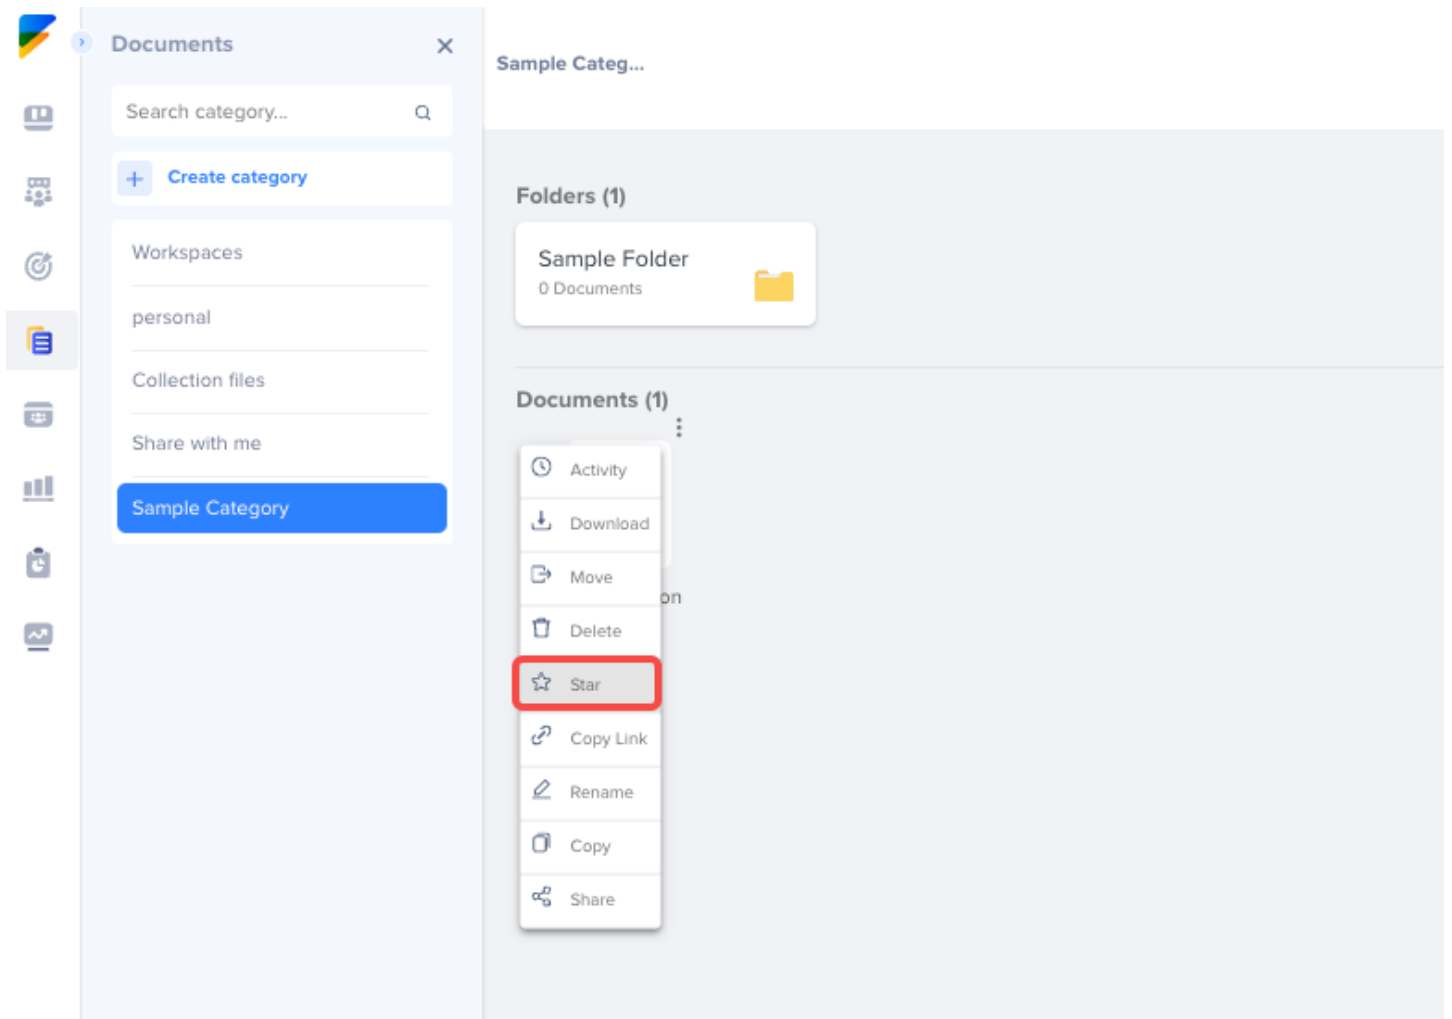 Documents
Search category...
Create category
Workspaces
personal
Collection files
Share with me
Sample Category
Sample Categ...
Folders (1)
Sample Folder
0 Documents
Documents (1)
Activity
Download
Move
on
Delete
Star
Copy Link
Rename
Copy
Share